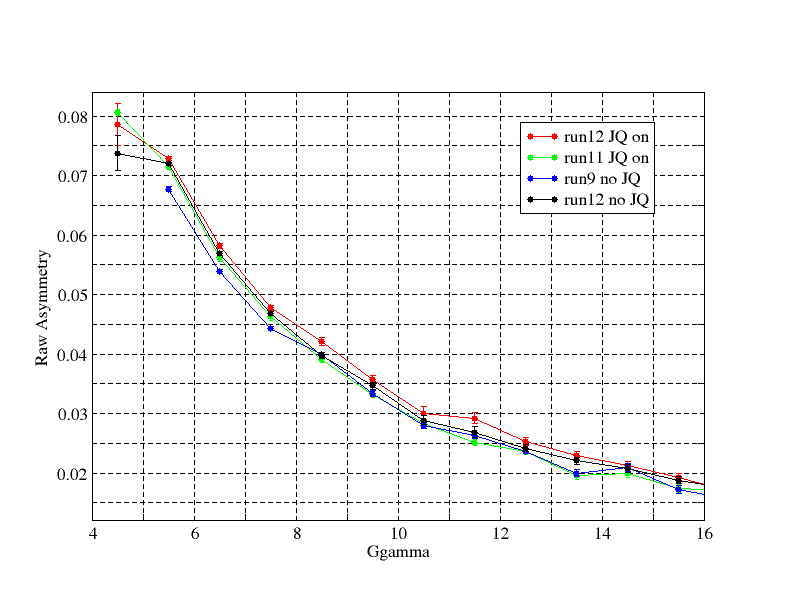 0.08
0.07
0.06
0.05
0.04
0.03
0.02
Raw Asymmetry
run12 JQ on
run11 JQ on
run9 no JQ
run12 no JQ
4 6 8 10 12 14 16
Ggamma